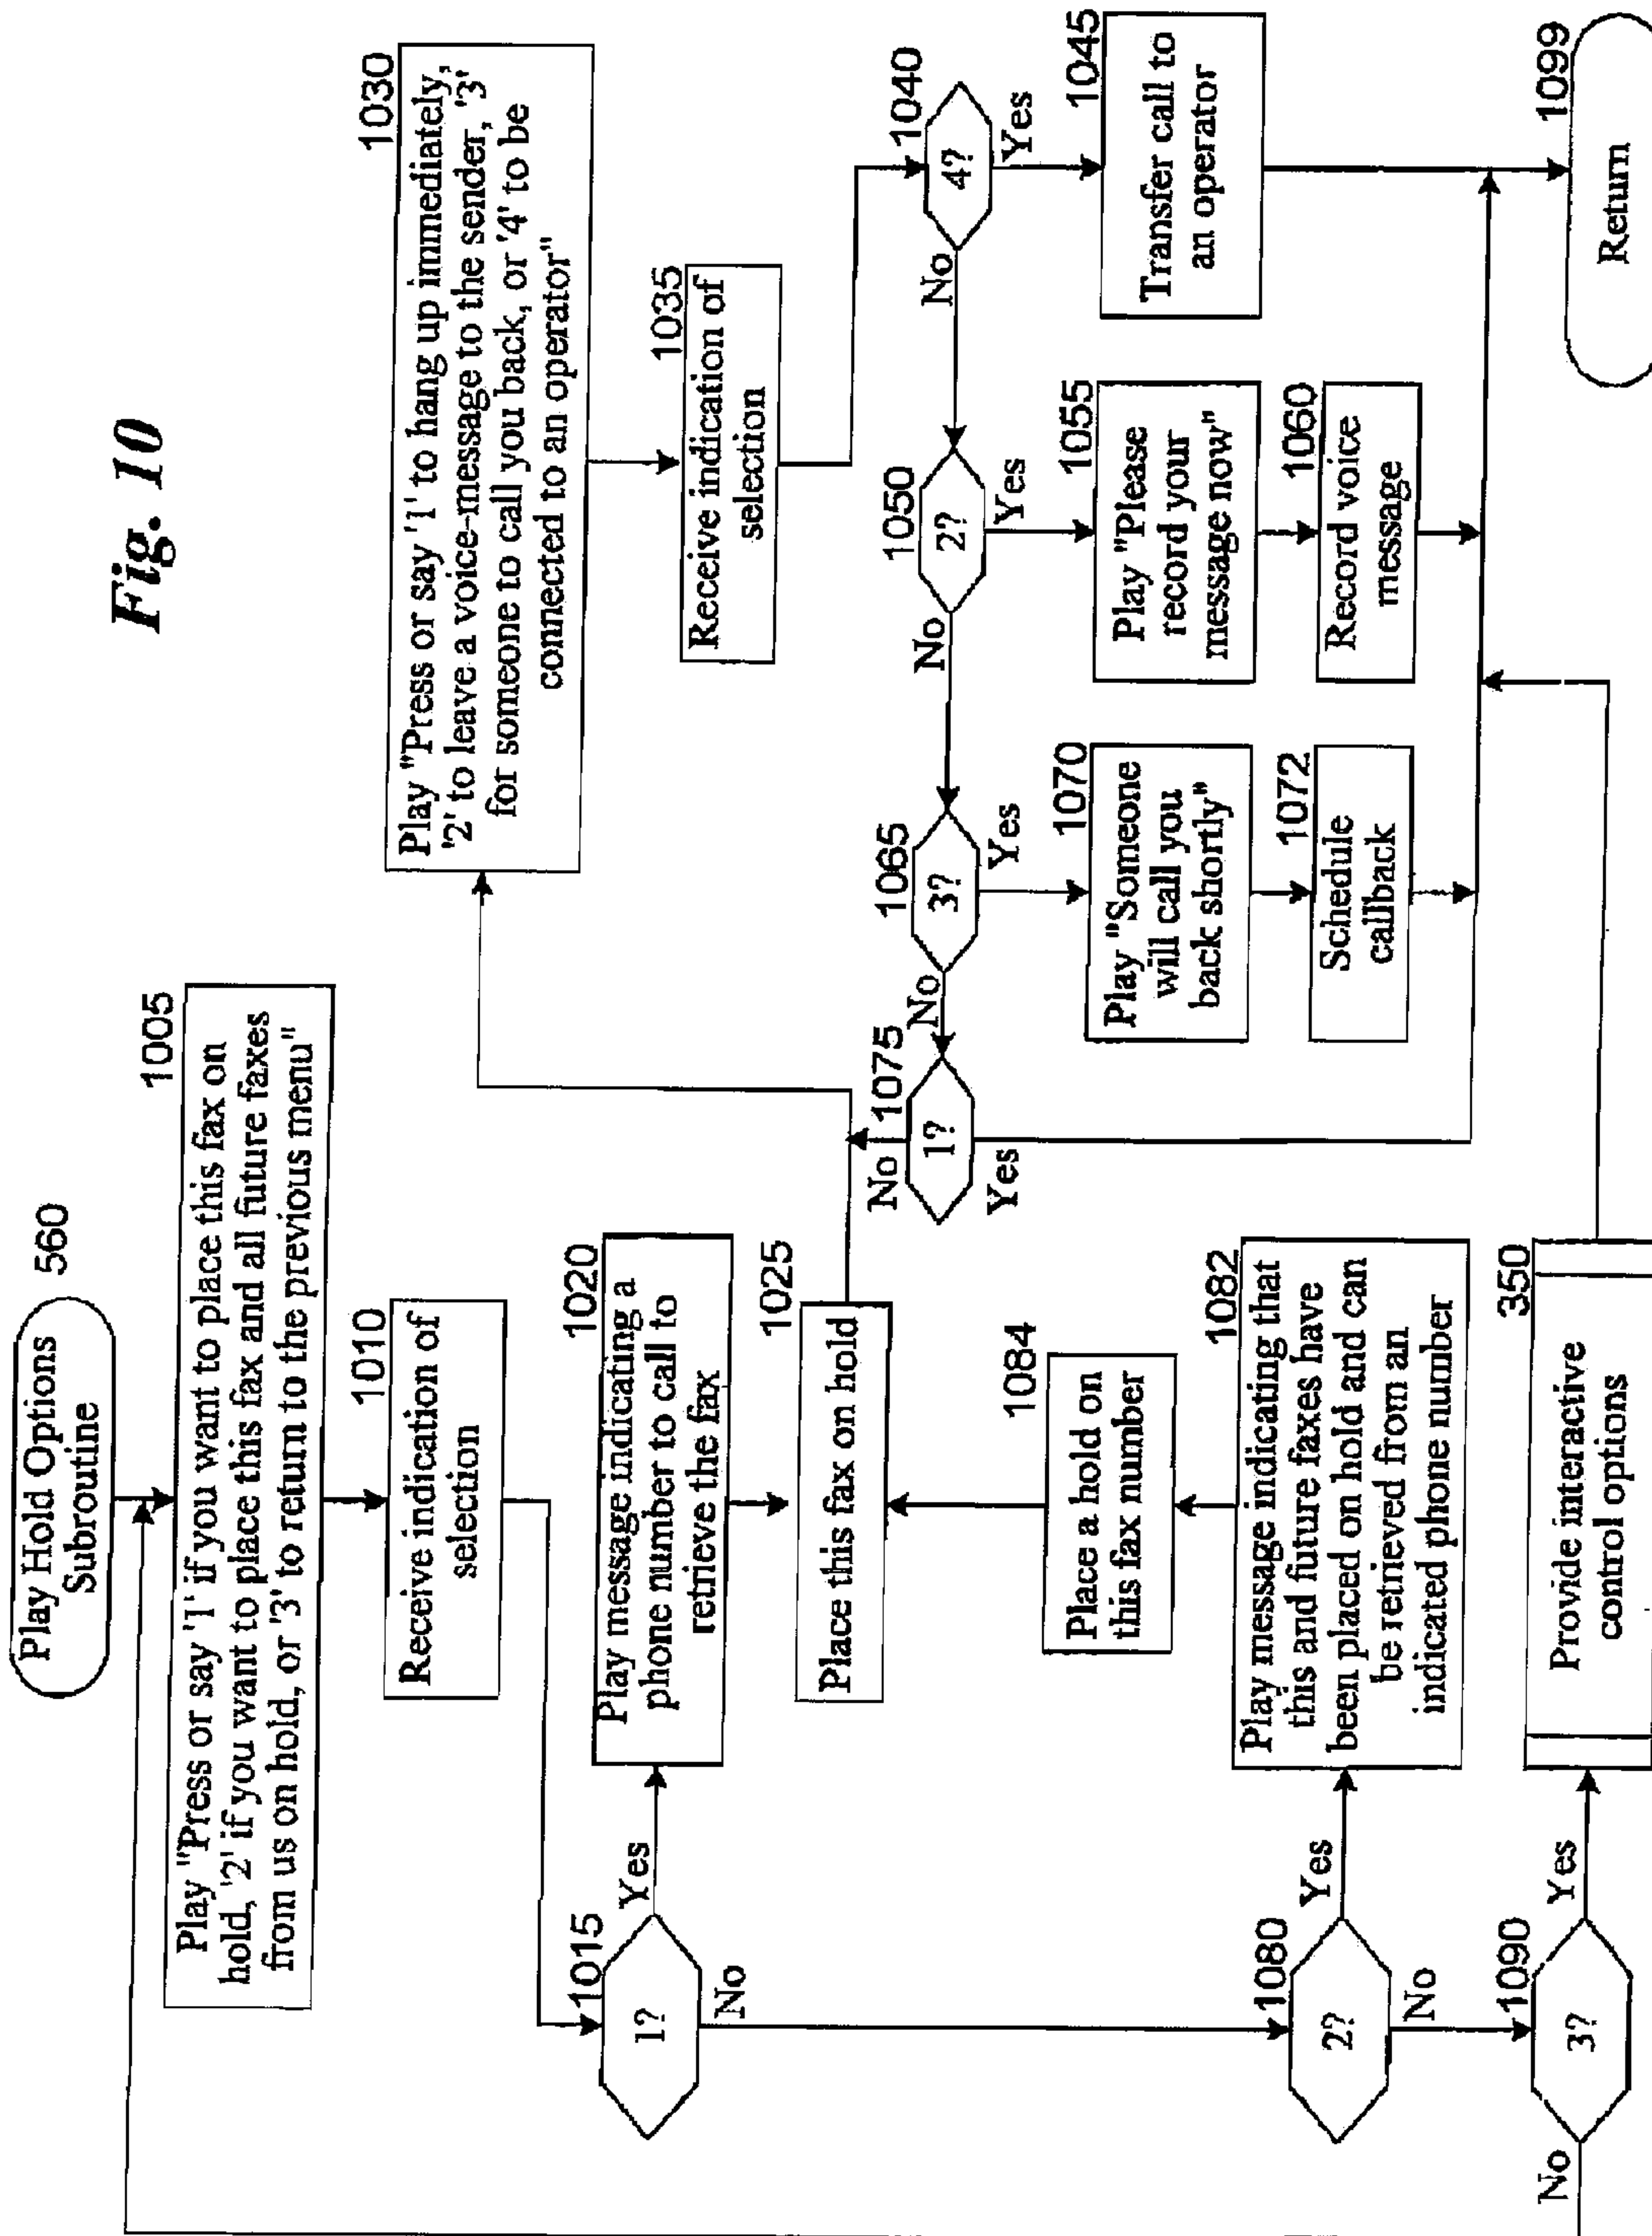 Fig. 10
Play Hold Options
Subroutine
560
1005
Play "Press or say '1' if you want to place this fax on
hold, '2' if you want to place this fax and all future faxes
from us on hold, or '3' to return to the previous menu"
1010
Receive indication of
selection
1015
1?
Yes
No
1020
Play message indicating a
phone number to call to
retrieve the fax
1025
Place this fax on hold
1084
Place a hold on
this fax number
1082
Play message indicating that
this and future faxes have
been placed on hold and can
be retrieved from an
indicated phone number
1080
2?
Yes
No
1090
3?
Yes
No
350
Provide interactive
control options
1030
Play "Press or say '1' to hang up immediately,
'2' to leave a voice-message to the sender, '3'
for someone to call you back, or '4' to be
connected to an operator"
1035
Receive indication of
selection
1040
4?
Yes
No
1045
Transfer call to
an operator
1050
2?
Yes
No
1055
Play "Please
record your
message now"
1060
Record voice
message
1065
3?
Yes
No
1070
Play "Someone
will call you
back shortly"
1072
Schedule
callback
1075
1?
No
Yes
1099
Return